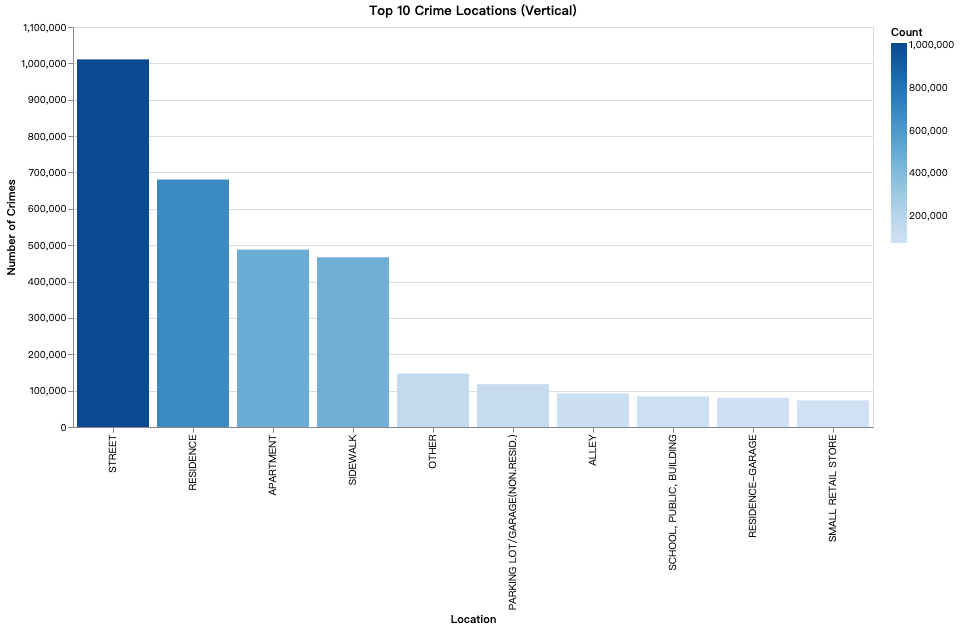 Top 10 Crime Locations (Vertical)
Number of Crimes
1,100,000
1,000,000
900,000
800,000
700,000
600,000
500,000
400,000
300,000
200,000
100,000
0
STREET
RESIDENCE
APARTMENT
SIDEWALK
OTHER
PARKING LOT/GARAGE(NON.RESID.)
ALLEY
SCHOOL, PUBLIC, BUILDING
RESIDENCE-GARAGE
SMALL RETAIL STORE
Location
Count
1,000,000
800,000
600,000
400,000
200,000